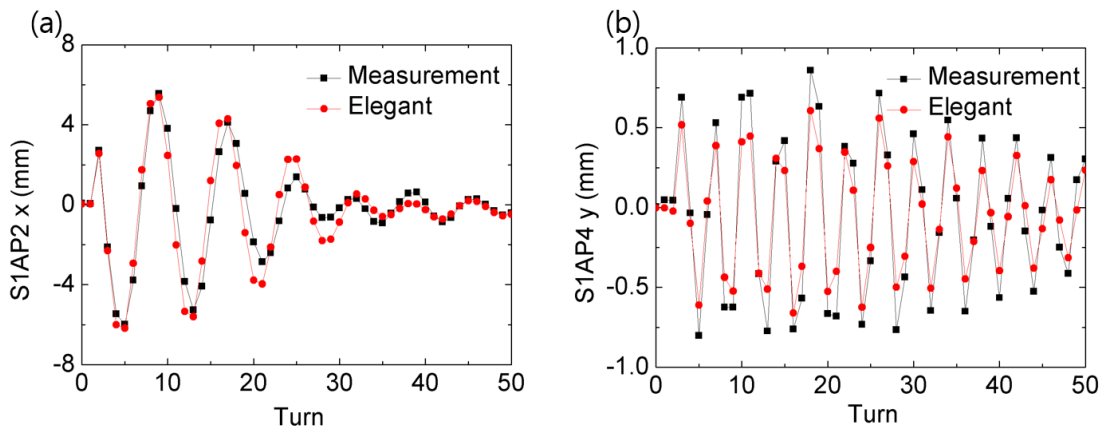 (a)
S1AP2 x (mm)
8
4
0
-4
-8
Measurement
Elegant
0 10 20 30 40 50
Turn
(b)
S1AP4 y (mm)
1.0
0.5
0.0
-0.5
-1.0
Measurement
Elegant
0 10 20 30 40 50
Turn